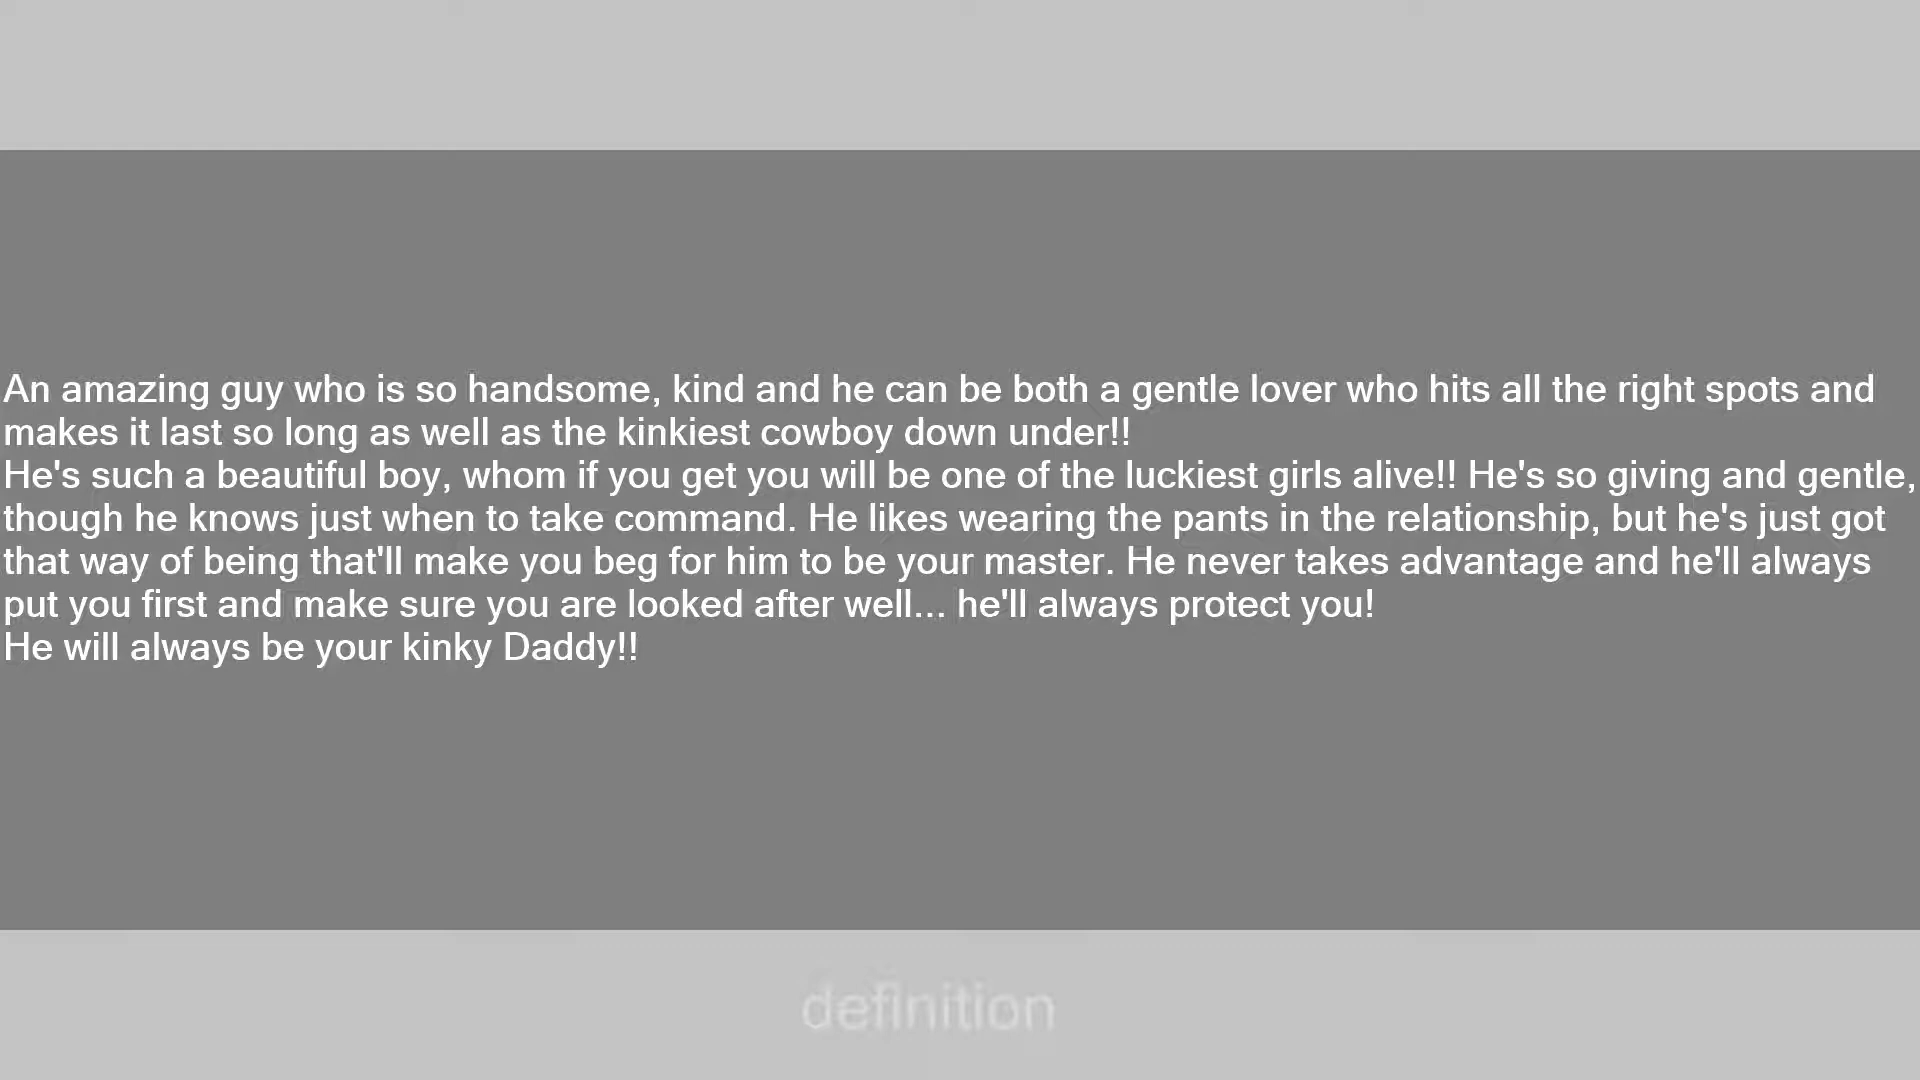 An amazing guy who is so handsome, kind and he can be both a gentle lover who hits all the right spots and
makes it last so long as well as the kinkiest cowboy down under!!
He's such a beautiful boy, whom if you get you will be one of the luckiest girls alive!! He's so giving and gentle,
though he knows just when to take command. He likes wearing the pants in the relationship, but he's just got
that way of being that'll make you beg for him to be your master. He never takes advantage and he'll always
put you first and make sure you are looked after well... he'll always protect you!
He will always be your kinky Daddy!!
definition